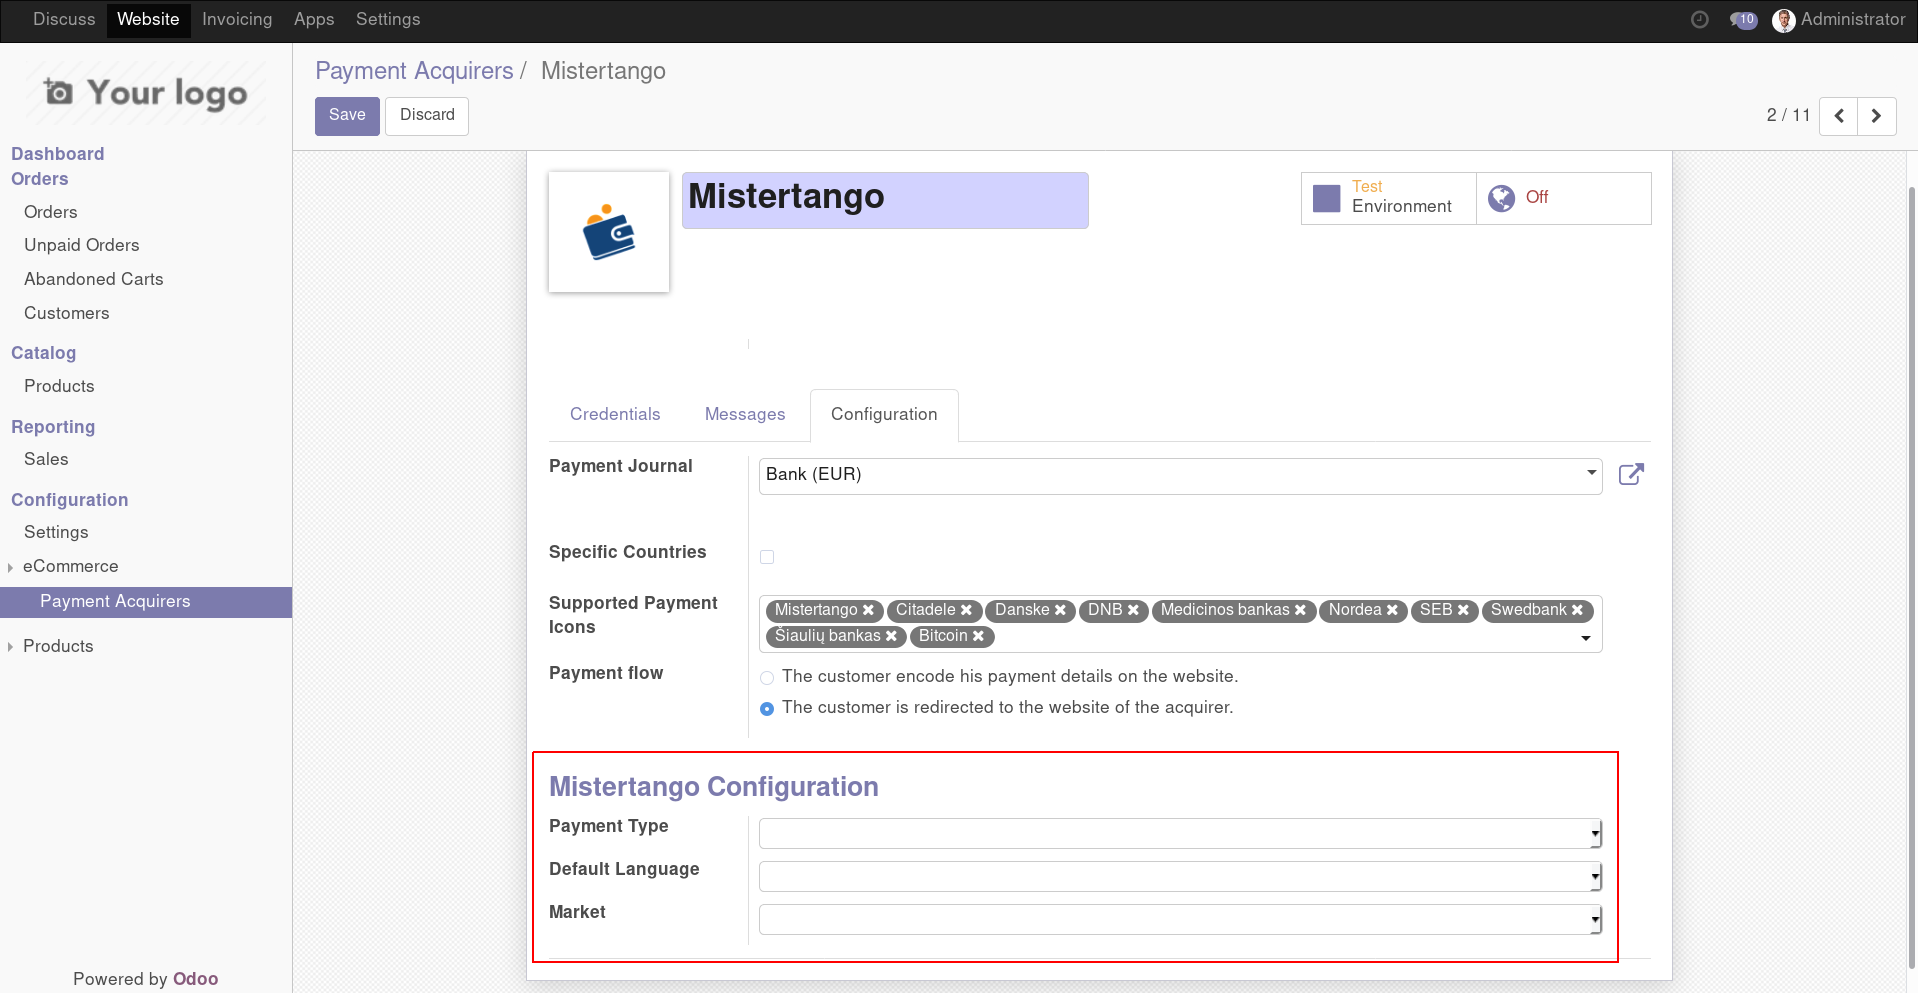 Discuss Website Invoicing Apps Settings 10 Administrator
Your logo
Dashboard
Orders
Orders
Unpaid Orders
Abandoned Carts
Customers
Catalog
Products
Reporting
Sales
Configuration
Settings
eCommerce
Payment Acquirers
Products
Powered by Odoo
Payment Acquirers / Mistertango
Save Discard 2 / 11
Mistertango
Test
Environment
Off
Credentials Messages Configuration
Payment Journal Bank (EUR)
Specific Countries
Supported Payment Icons
Mistertango Citadele Danske DNB Medicinos bankas Nordea SEB Swedbank
Šiaulių bankas Bitcoin
Payment flow The customer encode his payment details on the website.
The customer is redirected to the website of the acquirer.
Mistertango Configuration
Payment Type
Default Language
Market